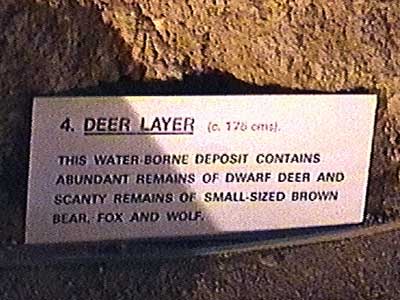 4. DEER LAYER (c. 175 cms).
THIS WATER-BORNE DEPOSIT CONTAINS
ABUNDANT REMAINS OF DWARF DEER AND
SCANTY REMAINS OF SMALL-SIZED BROWN
BEAR, FOX AND WOLF.